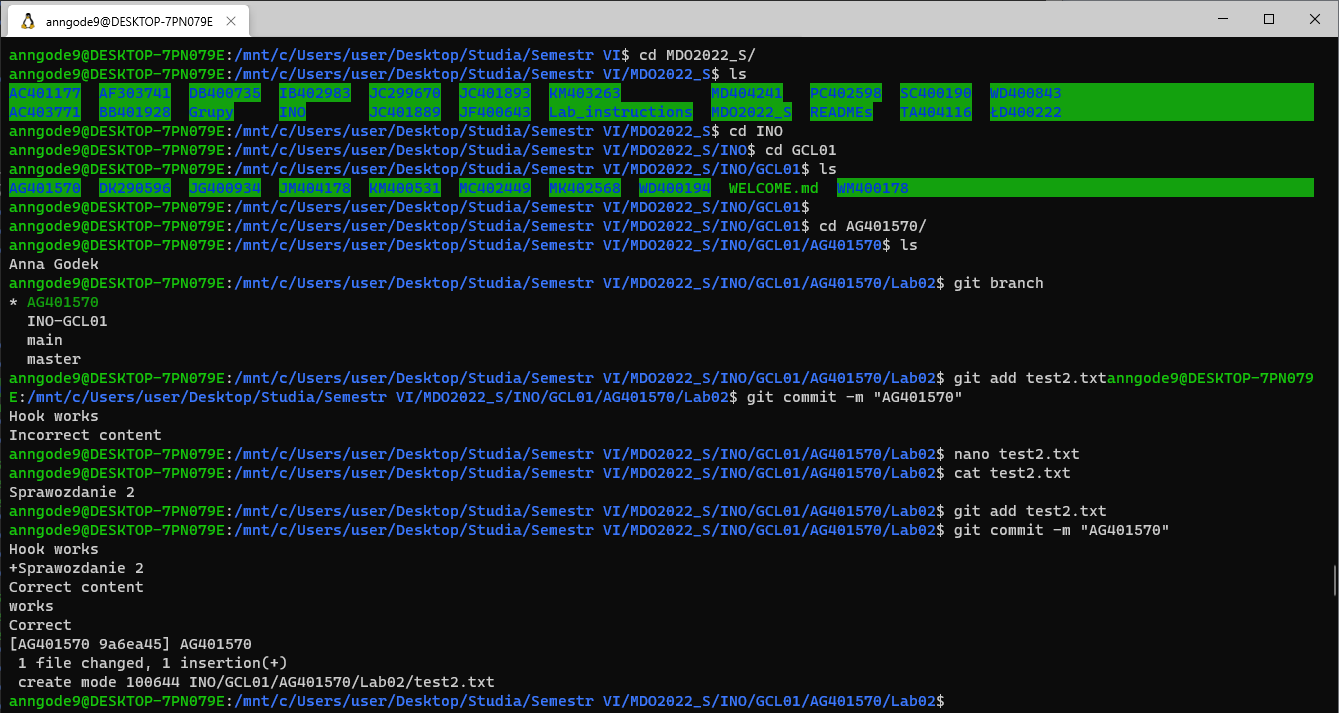 anngode9@DESKTOP-7PN079E
anngode9@DESKTOP-7PN079E:/mnt/c/Users/user/Desktop/Studia/Semestr VI$ cd MDO2022_S/
anngode9@DESKTOP-7PN079E:/mnt/c/Users/user/Desktop/Studia/Semestr VI/MDO2022_S$ ls
AC401177 AF303741 DB400735 IB402983 JC299670 JC401893 KM403263 MD404241 PC402598 SC400190 WD400843
AC403771 BB401928 Grupy INO JC401889 JF400643 Lab_instructions MDO2022_S READMEs TA404116 ŁD400222
anngode9@DESKTOP-7PN079E:/mnt/c/Users/user/Desktop/Studia/Semestr VI/MDO2022_S$ cd INO
anngode9@DESKTOP-7PN079E:/mnt/c/Users/user/Desktop/Studia/Semestr VI/MDO2022_S/INO$ cd GCL01
anngode9@DESKTOP-7PN079E:/mnt/c/Users/user/Desktop/Studia/Semestr VI/MDO2022_S/INO/GCL01$ ls
AG401570 DK290596 JG400934 JM404178 KM400531 MC402449 MK402568 WD400194 WELCOME.md WM400178
anngode9@DESKTOP-7PN079E:/mnt/c/Users/user/Desktop/Studia/Semestr VI/MDO2022_S/INO/GCL01$
anngode9@DESKTOP-7PN079E:/mnt/c/Users/user/Desktop/Studia/Semestr VI/MDO2022_S/INO/GCL01$ cd AG401570/
anngode9@DESKTOP-7PN079E:/mnt/c/Users/user/Desktop/Studia/Semestr VI/MDO2022_S/INO/GCL01/AG401570$ ls
Anna Godek
anngode9@DESKTOP-7PN079E:/mnt/c/Users/user/Desktop/Studia/Semestr VI/MDO2022_S/INO/GCL01/AG401570/Lab02$ git branch
* AG401570
INO-GCL01
main
master
anngode9@DESKTOP-7PN079E:/mnt/c/Users/user/Desktop/Studia/Semestr VI/MDO2022_S/INO/GCL01/AG401570/Lab02$ git add test2.txtanngode9@DESKTOP-7PN079
E:/mnt/c/Users/user/Desktop/Studia/Semestr VI/MDO2022_S/INO/GCL01/AG401570/Lab02$ git commit -m "AG401570"
Hook works
Incorrect content
anngode9@DESKTOP-7PN079E:/mnt/c/Users/user/Desktop/Studia/Semestr VI/MDO2022_S/INO/GCL01/AG401570/Lab02$ nano test2.txt
anngode9@DESKTOP-7PN079E:/mnt/c/Users/user/Desktop/Studia/Semestr VI/MDO2022_S/INO/GCL01/AG401570/Lab02$ cat test2.txt
Sprawozdanie 2
anngode9@DESKTOP-7PN079E:/mnt/c/Users/user/Desktop/Studia/Semestr VI/MDO2022_S/INO/GCL01/AG401570/Lab02$ git add test2.txt
anngode9@DESKTOP-7PN079E:/mnt/c/Users/user/Desktop/Studia/Semestr VI/MDO2022_S/INO/GCL01/AG401570/Lab02$ git commit -m "AG401570"
Hook works
+Sprawozdanie 2
Correct content
works
Correct
[AG401570 9a6ea45] AG401570
1 file changed, 1 insertion(+)
create mode 100644 INO/GCL01/AG401570/Lab02/test2.txt
anngode9@DESKTOP-7PN079E:/mnt/c/Users/user/Desktop/Studia/Semestr VI/MDO2022_S/INO/GCL01/AG401570/Lab02$